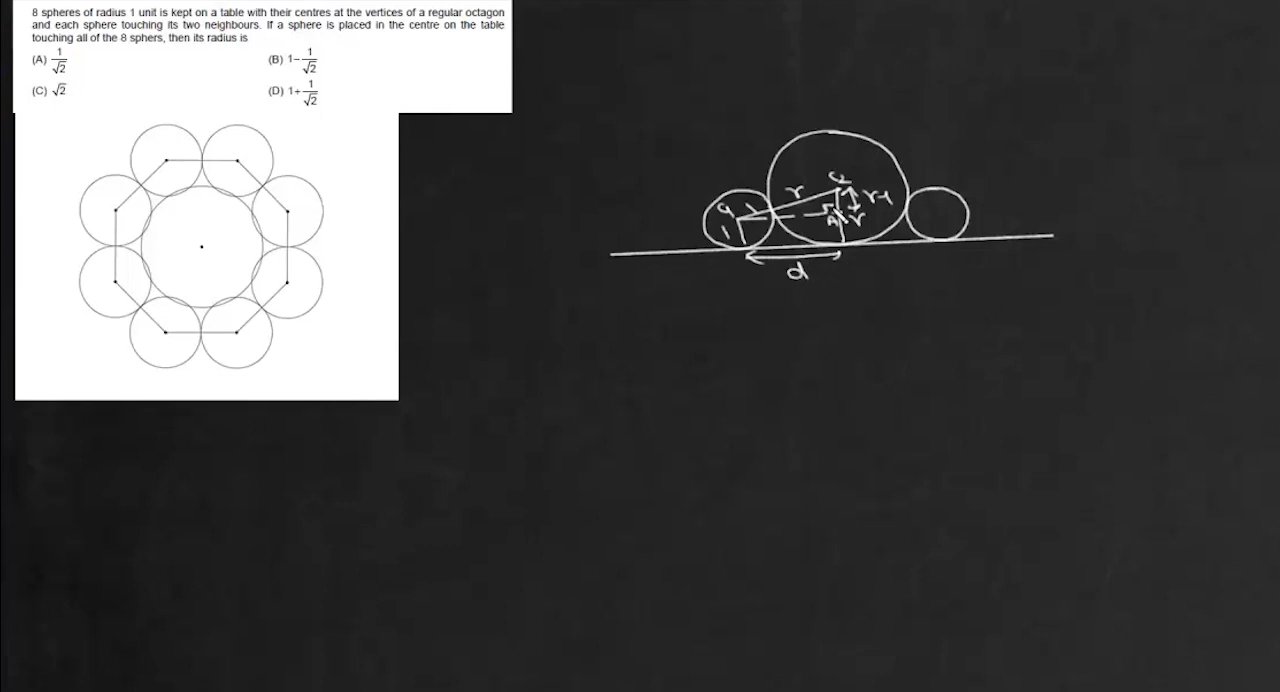 8 spheres of radius 1 unit is kept on a table with their centres at the vertices of a regular octagon
and each sphere touching its two neighbours. If a sphere is placed in the centre on the table
touching all of the 8 sphers, then its radius is
(A) 1/√2 (B) 1-1/√2
(C) √2 (D) 1+1/√2
C2
r r-1
C1 1 A r
1
d